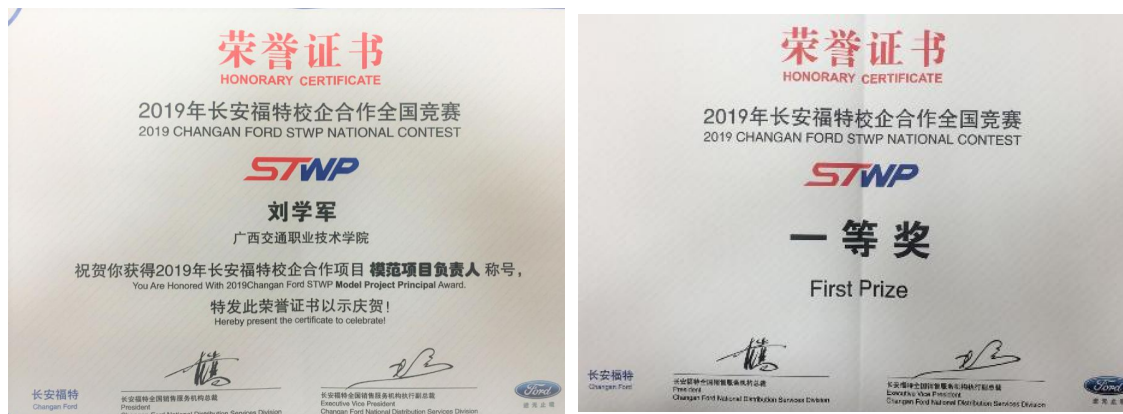 荣誉证书
HONORARY CERTIFICATE
2019年长安福特校企合作全国竞赛
2019 CHANGAN FORD STWP NATIONAL CONTEST
STWP
刘学军
广西交通职业技术学院
祝贺你获得2019年长安福特校企合作项目 模范项目负责人 称号，
You Are Honored With 2019Changan Ford STWP Model Project Principal Award.
特发此荣誉证书以示庆贺！
Hereby present the certificate to celebrate!
长安福特
Changan Ford
长安福特全国销售服务机构总裁
President
Changan Ford National Distribution Services Division
长安福特全国销售服务机构执行副总裁
Executive Vice President
Changan Ford National Distribution Services Division
Ford
荣誉证书
HONORARY CERTIFICATE
2019年长安福特校企合作全国竞赛
2019 CHANGAN FORD STWP NATIONAL CONTEST
STWP
一等奖
First Prize
长安福特
Changan Ford
长安福特全国销售服务机构总裁
President
Changan Ford National Distribution Services Division
长安福特全国销售服务机构执行副总裁
Executive Vice President
Changan Ford National Distribution Services Division
Ford